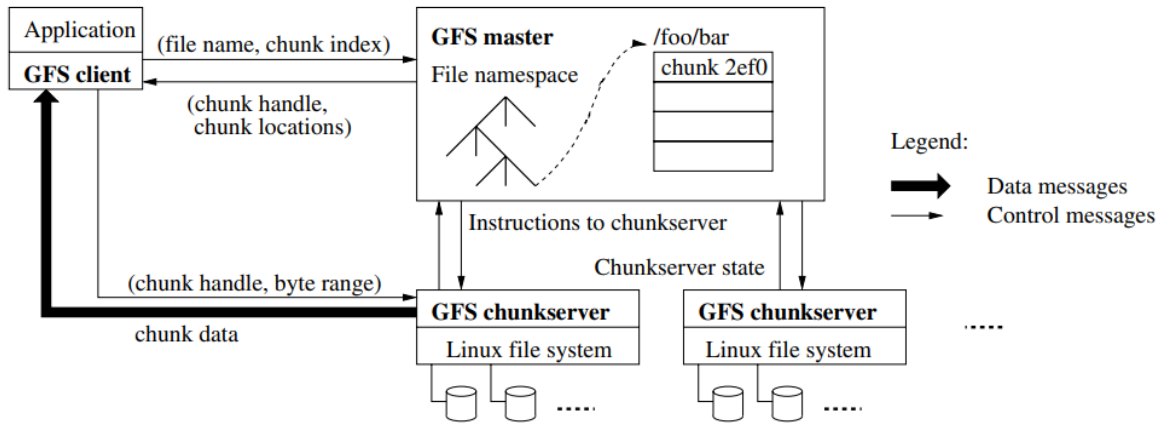 Application
GFS client
(file name, chunk index)
(chunk handle,
chunk locations)
GFS master
File namespace
/foo/bar
chunk 2ef0
Legend:
Data messages
Control messages
Instructions to chunkserver
Chunkserver state
(chunk handle, byte range)
chunk data
GFS chunkserver
Linux file system
GFS chunkserver
Linux file system